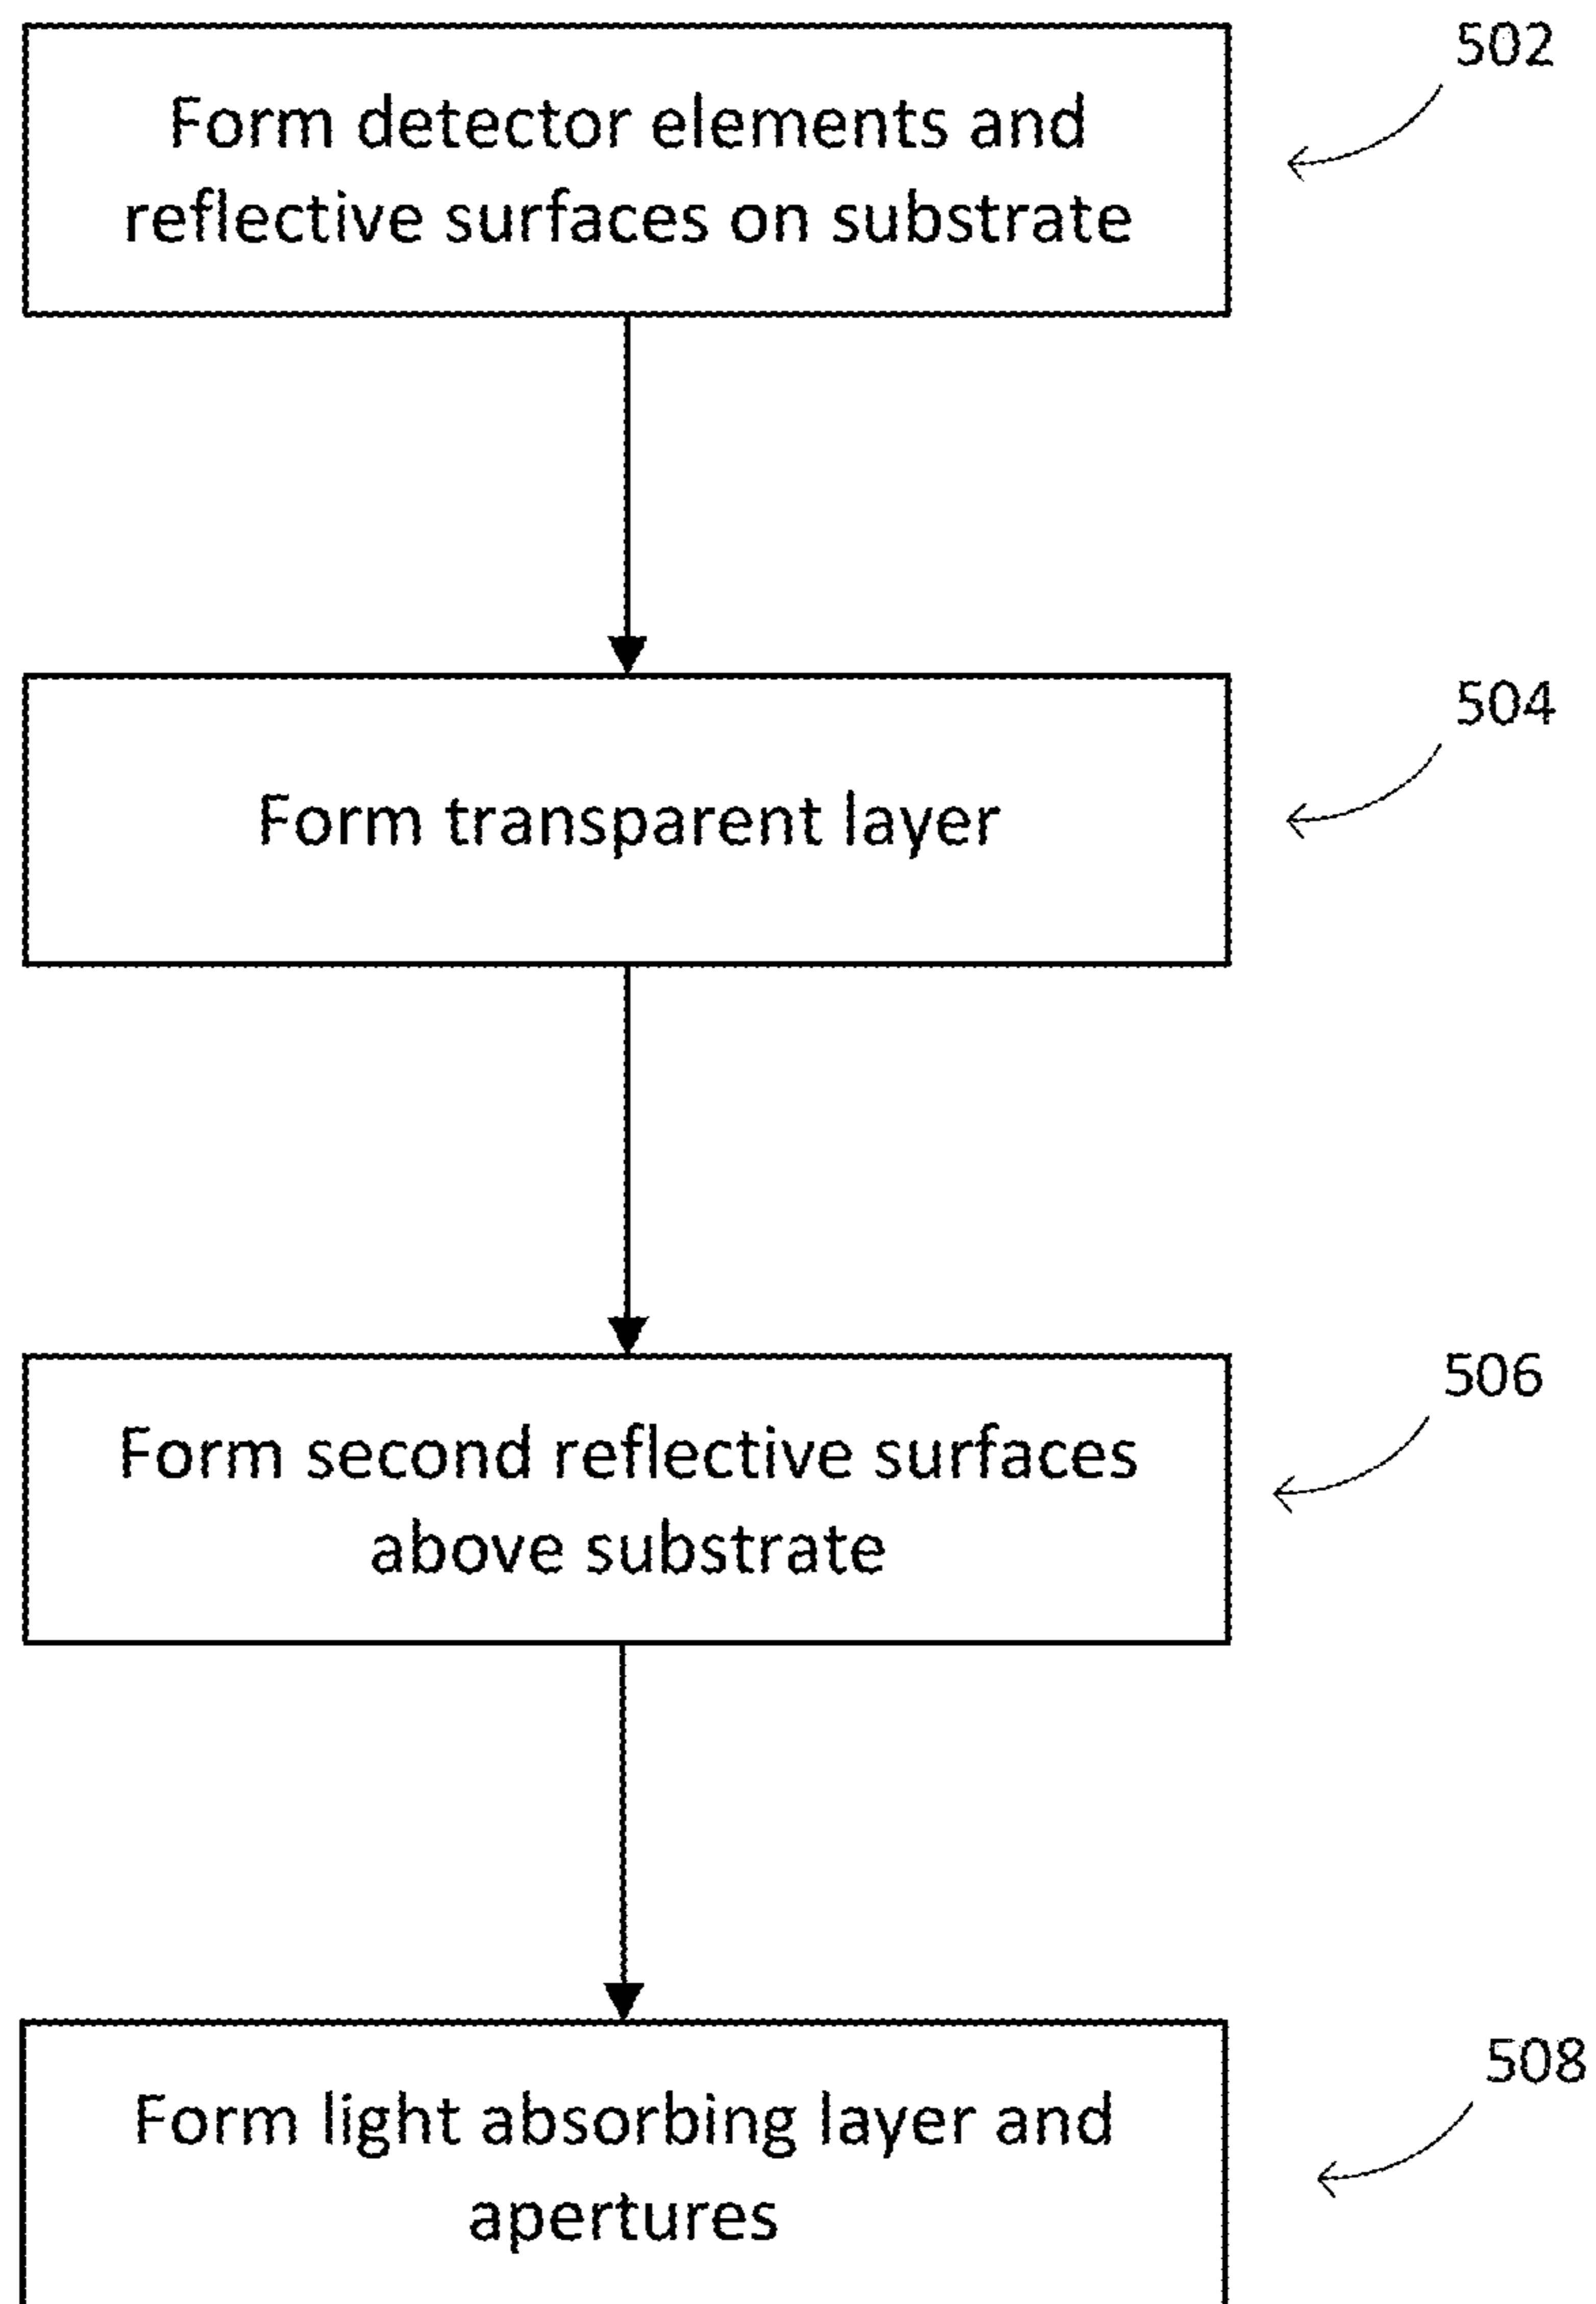 502
Form detector elements and
reflective surfaces on substrate
504
Form transparent layer
506
Form second reflective surfaces
above substrate
508
Form light absorbing layer and
apertures